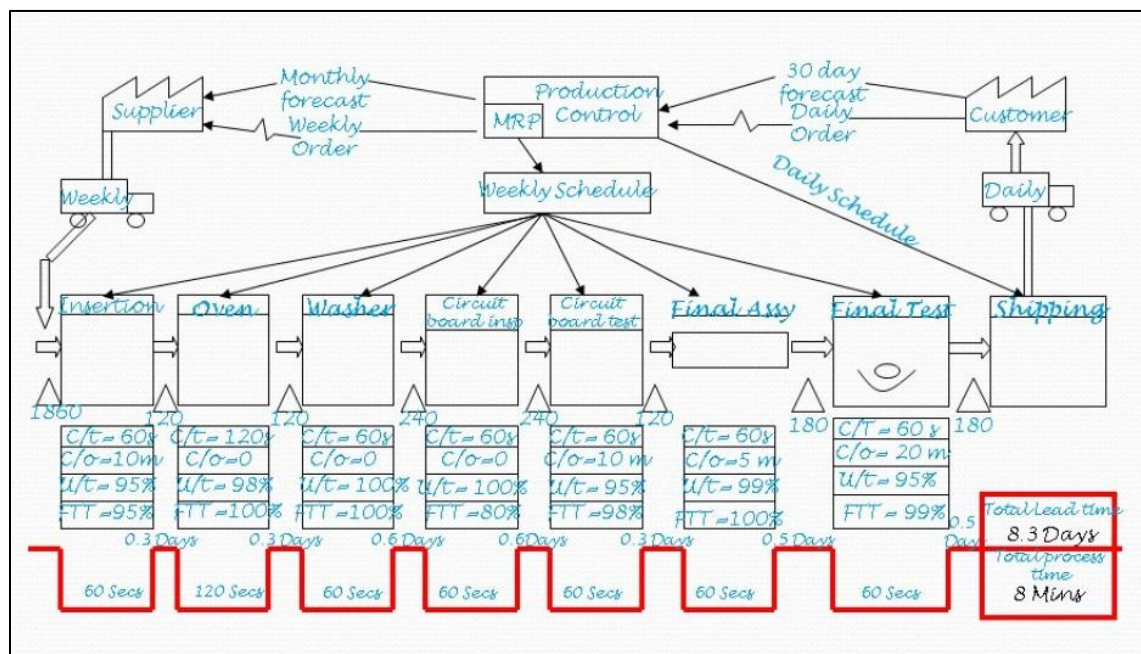 Monthly
forecast
Weekly
Order
Supplier
Production
Control
MRP
30 day
forecast
Daily
Order
Customer
Weekly
Weekly Schedule
Daily Schedule
Daily
Insertion
Oven
Washer
Circuit
board insp
Circuit
board test
Final Assy
Final Test
Shipping
1860
120
120
240
240
120
180
180
C/t= 60s
C/o=10m
U/t= 95%
FTT= 95%
C/t= 120s
C/o=0
U/t= 98%
FTT= 100%
C/t= 60s
C/o=0
U/t= 100%
FTT= 100%
C/t= 60s
C/o=0
U/t= 100%
FTT= 80%
C/t= 60s
C/o=10 m
U/t= 95%
FTT= 98%
C/t= 60s
C/o=5 m
U/t= 99%
FTT= 100%
C/T= 60 s
C/o= 20 m
U/t= 95%
FTT= 99%
0.3 Days
0.3 Days
0.6 Days
0.6 Days
0.3 Days
0.5 Days
0.5
Days
60 Secs
120 Secs
60 Secs
60 Secs
60 Secs
60 Secs
60 Secs
Total Lead time
8.3 Days
Total process
time
8 Mins